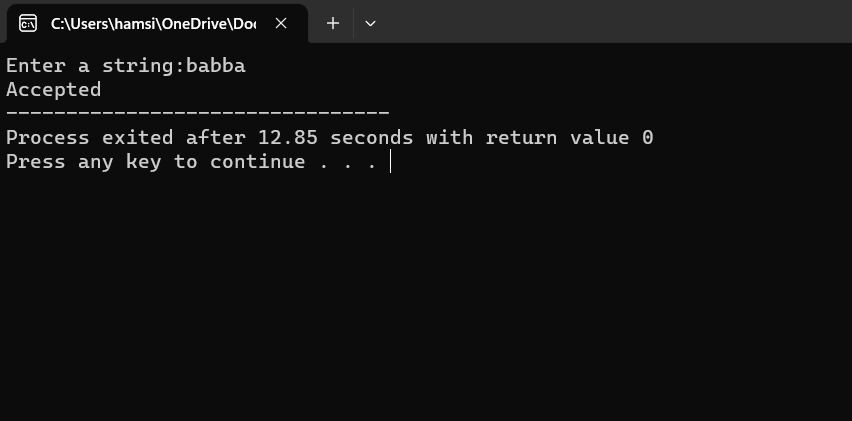 C:\Users\hamsi\OneDrive\Doc
Enter a string:babba
Accepted
--------------------------------
Process exited after 12.85 seconds with return value 0
Press any key to continue . . .